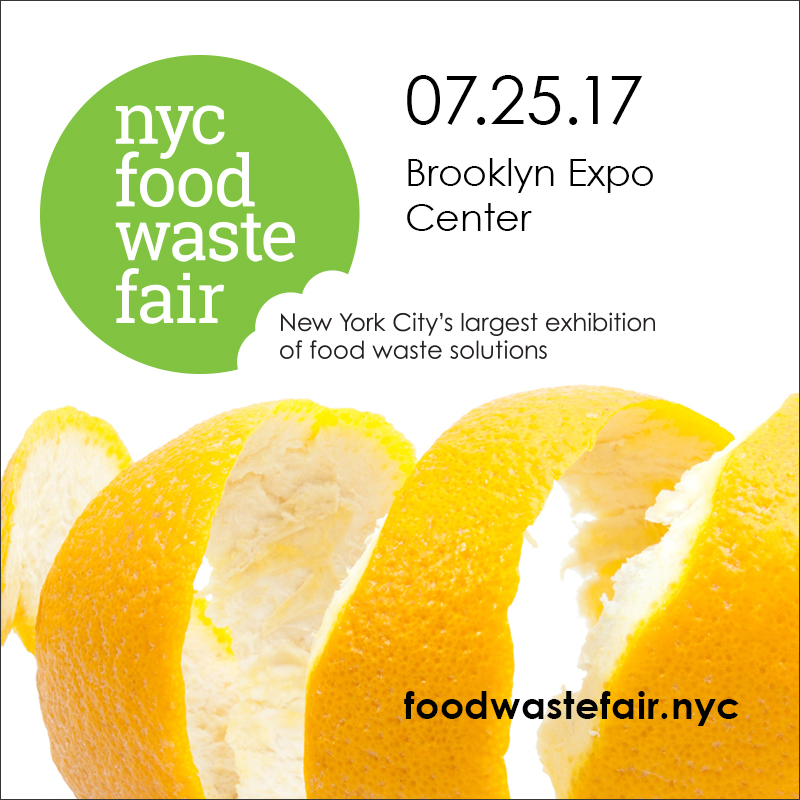 nyc
food
waste
fair
07.25.17
Brooklyn Expo
Center
New York City's largest exhibition
of food waste solutions
foodwastefair.nyc